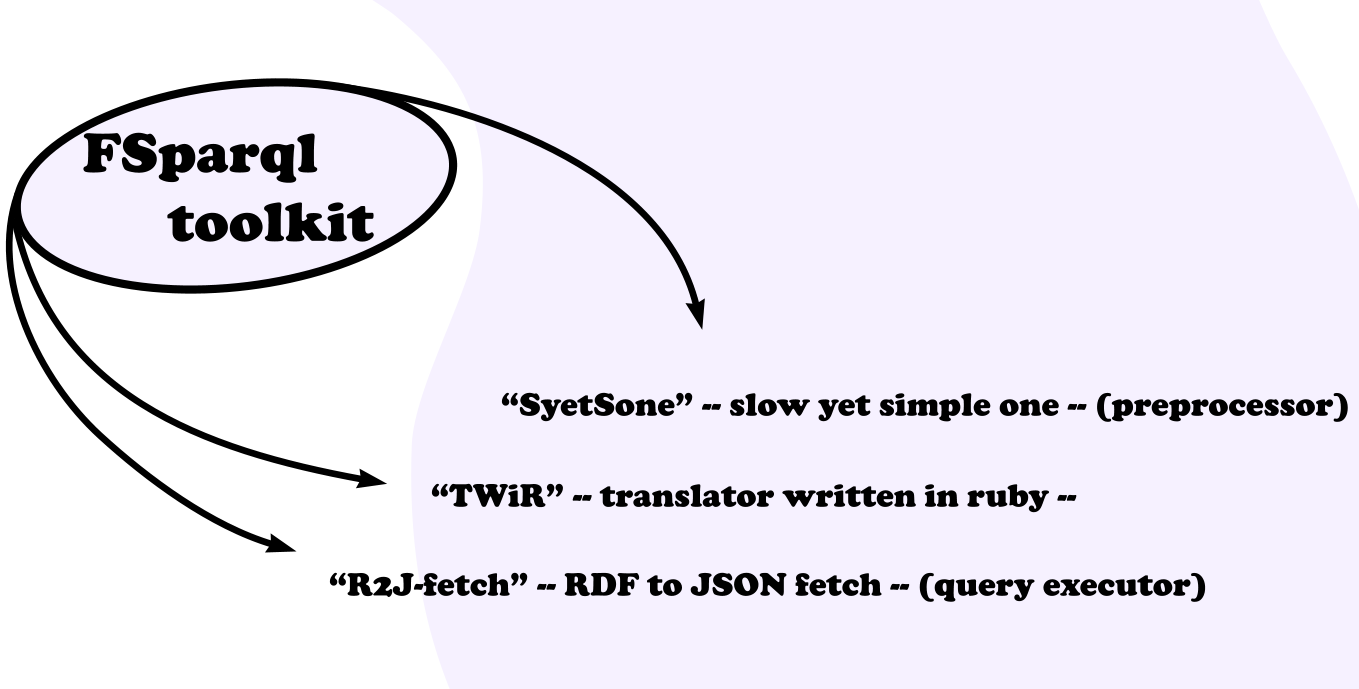 FSparql
toolkit
“SyetSone” -- slow yet simple one -- (preprocessor)
“TWiR” -- translator written in ruby --
“R2J-fetch” -- RDF to JSON fetch -- (query executor)